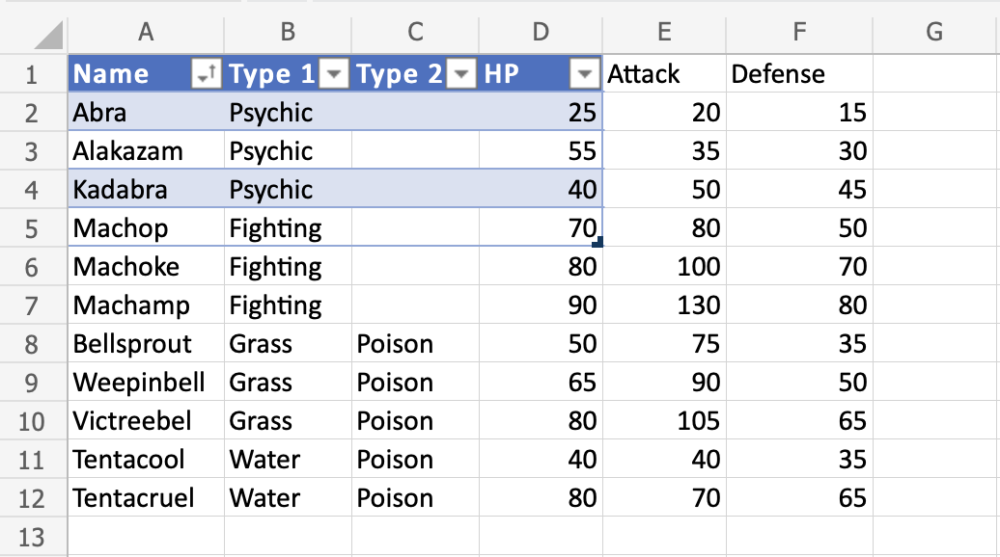 A B C D E F G
1 Name Type 1 Type 2 HP Attack Defense
2 Abra Psychic 25 20 15
3 Alakazam Psychic 55 35 30
4 Kadabra Psychic 40 50 45
5 Machop Fighting 70 80 50
6 Machoke Fighting 80 100 70
7 Machamp Fighting 90 130 80
8 Bellsprout Grass Poison 50 75 35
9 Weepinbell Grass Poison 65 90 50
10 Victreebel Grass Poison 80 105 65
11 Tentacool Water Poison 40 40 35
12 Tentacruel Water Poison 80 70 65
13